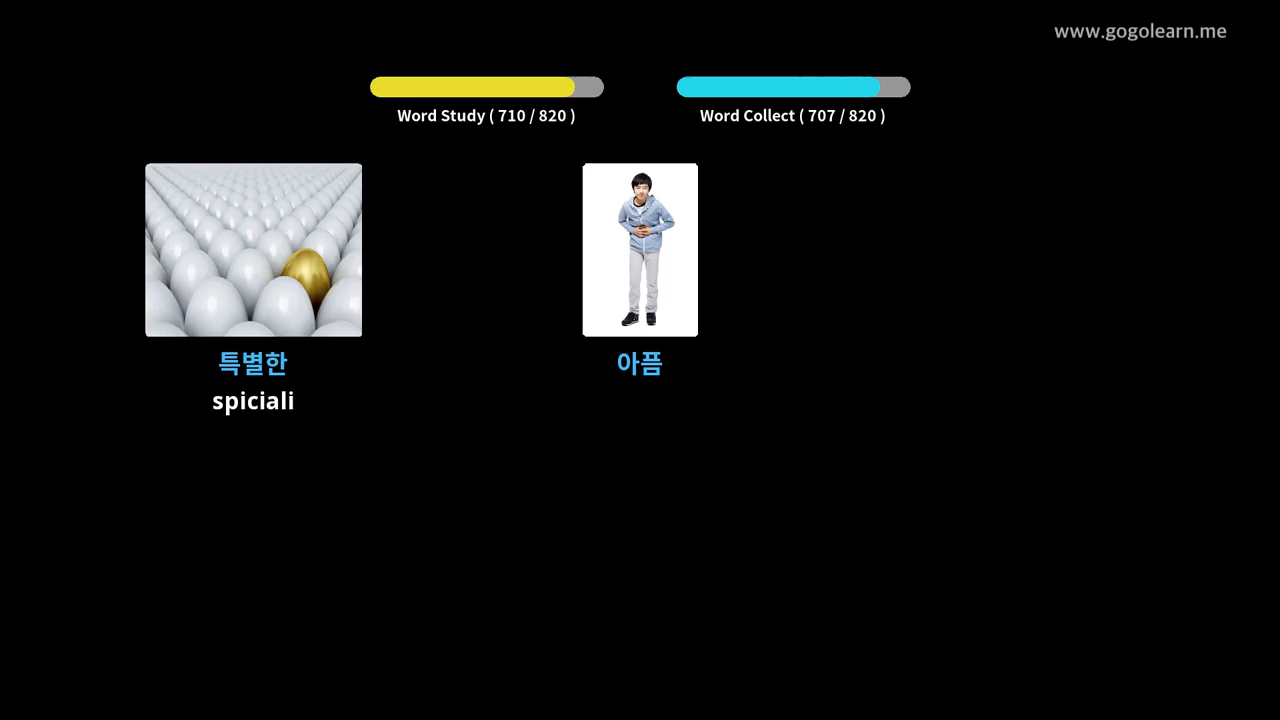 www.gogolearn.me
Word Study ( 710 / 820 )
Word Collect ( 707 / 820 )
특별한
spiciali
아픔